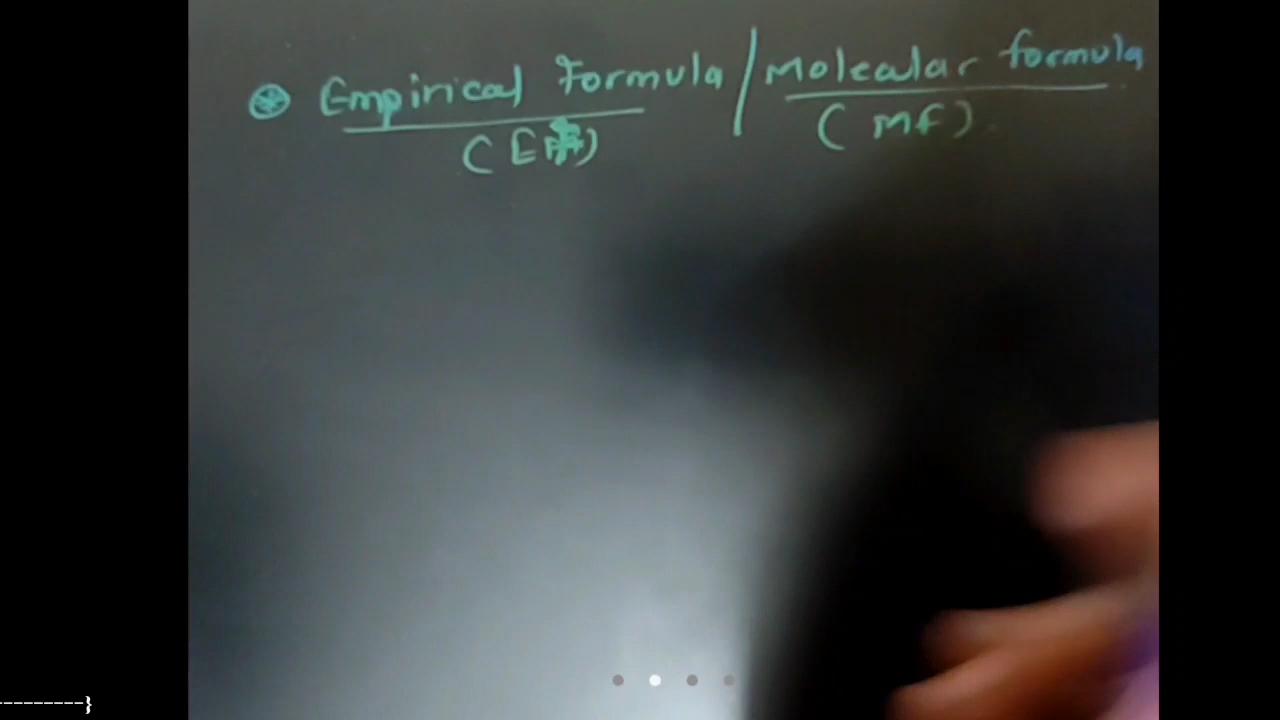 Empirical Formula / Molecular formula
(EF) (MF)
---------}